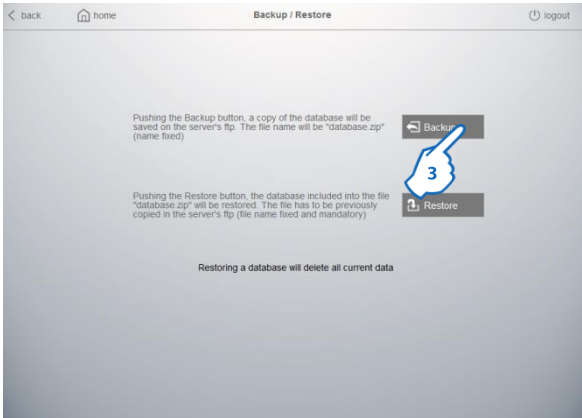 back home Backup / Restore logout
Pushing the Backup button, a copy of the database will be
saved on the server's ftp. The file name will be "database.zip"
(name fixed)
Backup
3
Pushing the Restore button, the database included into the file
"database.zip" will be restored. The file has to be previously
copied in the server's ftp (file name fixed and mandatory)
Restore
Restoring a database will delete all current data